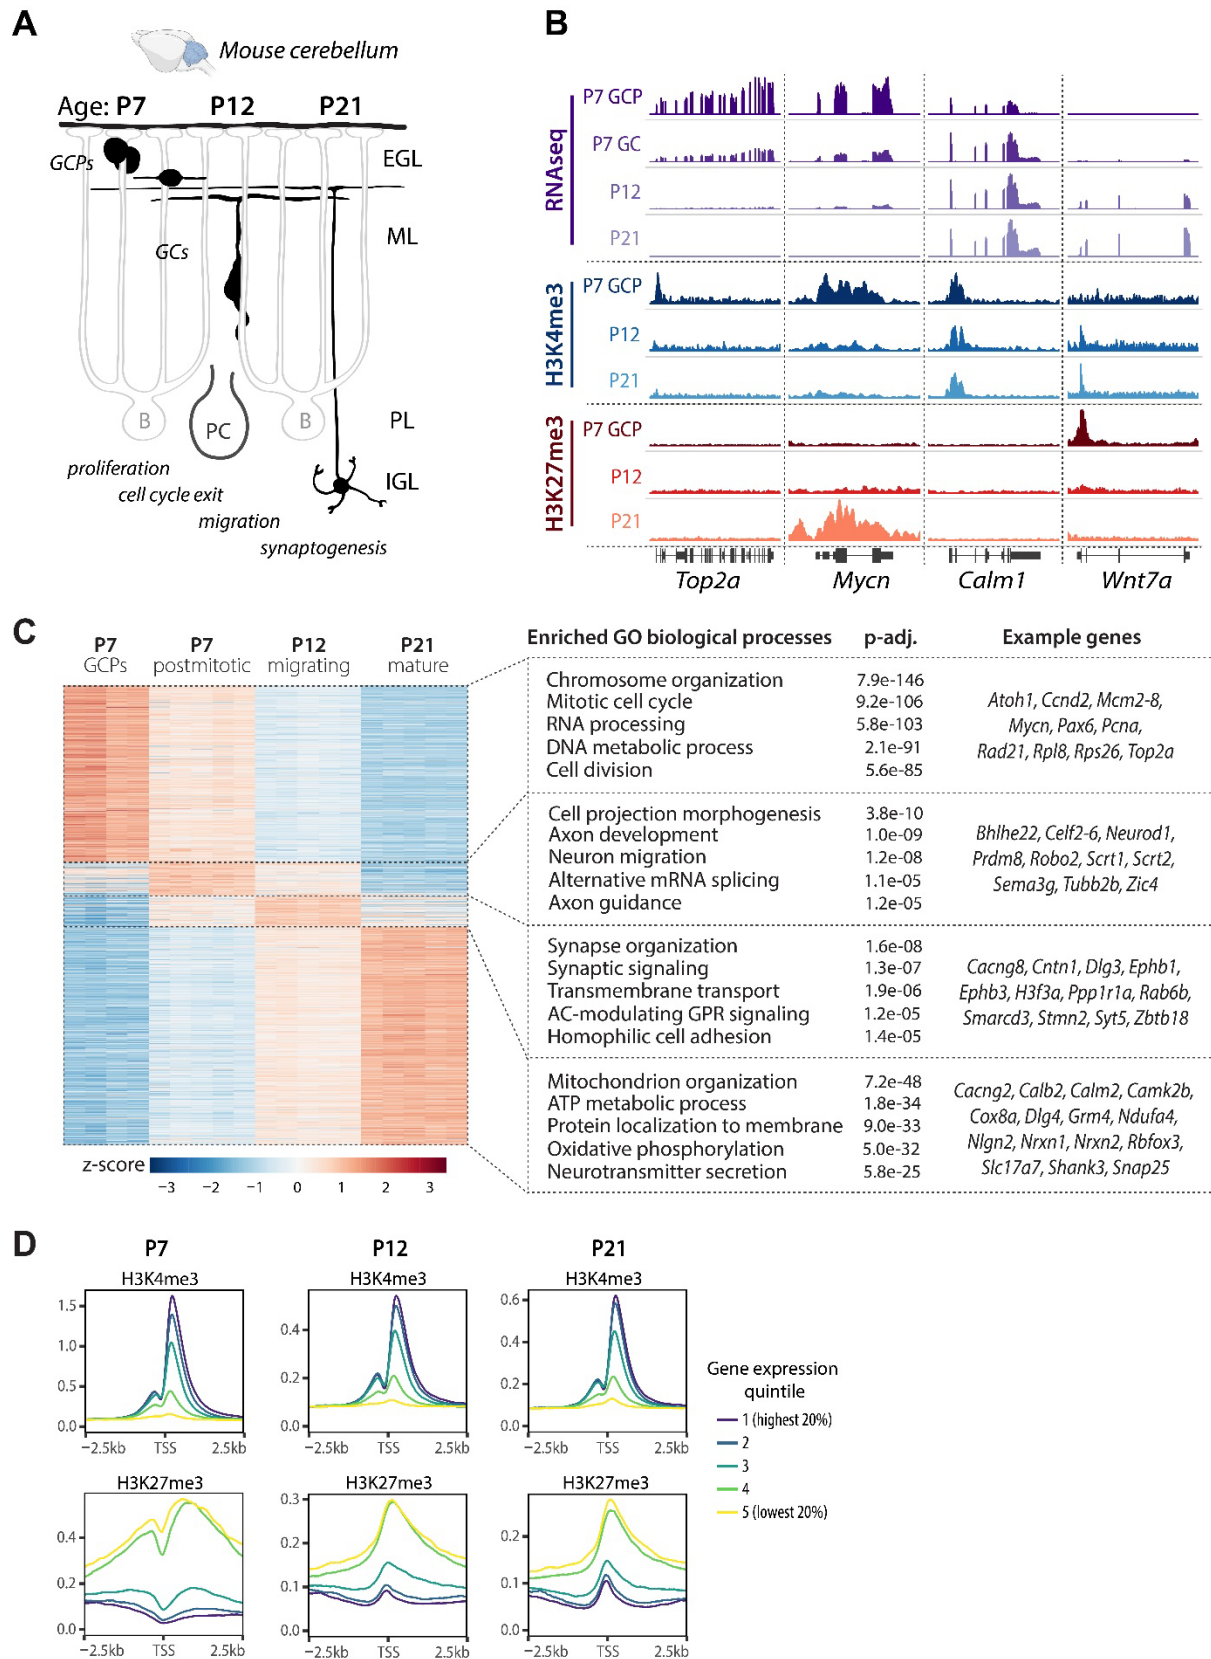 A
Mouse cerebellum
Age: P7 P12 P21
GCPs
EGL
GCs
ML
B
PC
B
PL
IGL
proliferation
cell cycle exit
migration
synaptogenesis
B
RNAseq
P7 GCP
P7 GC
P12
P21
H3K4me3
P7 GCP
P12
P21
H3K27me3
P7 GCP
P12
P21
Top2a Mycn Calm1 Wnt7a
C
P7 P7 P12 P21
GCPs postmitotic migrating mature
z-score
−3 −2 −1 0 1 2 3
Enriched GO biological processes p-adj. Example genes
Chromosome organization 7.9e-146
Mitotic cell cycle 9.2e-106
RNA processing 5.8e-103
DNA metabolic process 2.1e-91
Cell division 5.6e-85
Atoh1, Ccnd2, Mcm2-8,
Mycn, Pax6, Pcna,
Rad21, Rpl8, Rps26, Top2a
Cell projection morphogenesis 3.8e-10
Axon development 1.0e-09
Neuron migration 1.2e-08
Alternative mRNA splicing 1.1e-05
Axon guidance 1.2e-05
Bhlhe22, Celf2-6, Neurod1,
Prdm8, Robo2, Scrt1, Scrt2,
Sema3g, Tubb2b, Zic4
Synapse organization 1.6e-08
Synaptic signaling 1.3e-07
Transmembrane transport 1.9e-06
AC-modulating GPR signaling 1.2e-05
Homophilic cell adhesion 1.4e-05
Cacng8, Cntn1, Dlg3, Ephb1,
Ephb3, H3f3a, Ppp1r1a, Rab6b,
Smarcd3, Stmn2, Syt5, Zbtb18
Mitochondrion organization 7.2e-48
ATP metabolic process 1.8e-34
Protein localization to membrane 9.0e-33
Oxidative phosphorylation 5.0e-32
Neurotransmitter secretion 5.8e-25
Cacng2, Calb2, Calm2, Camk2b,
Cox8a, Dlg4, Grm4, Ndufa4,
Nlgn2, Nrxn1, Nrxn2, Rbfox3,
Slc17a7, Shank3, Snap25
D
P7 P12 P21
H3K4me3
1.5
1.0
0.5
0.0
−2.5kb TSS 2.5kb
H3K4me3
0.4
0.2
0.0
−2.5kb TSS 2.5kb
H3K4me3
0.6
0.4
0.2
0.0
−2.5kb TSS 2.5kb
H3K27me3
0.4
0.2
0.0
−2.5kb TSS 2.5kb
H3K27me3
0.3
0.2
0.1
0.0
−2.5kb TSS 2.5kb
H3K27me3
0.2
0.1
0.0
−2.5kb TSS 2.5kb
Gene expression
quintile
1 (highest 20%)
2
3
4
5 (lowest 20%)